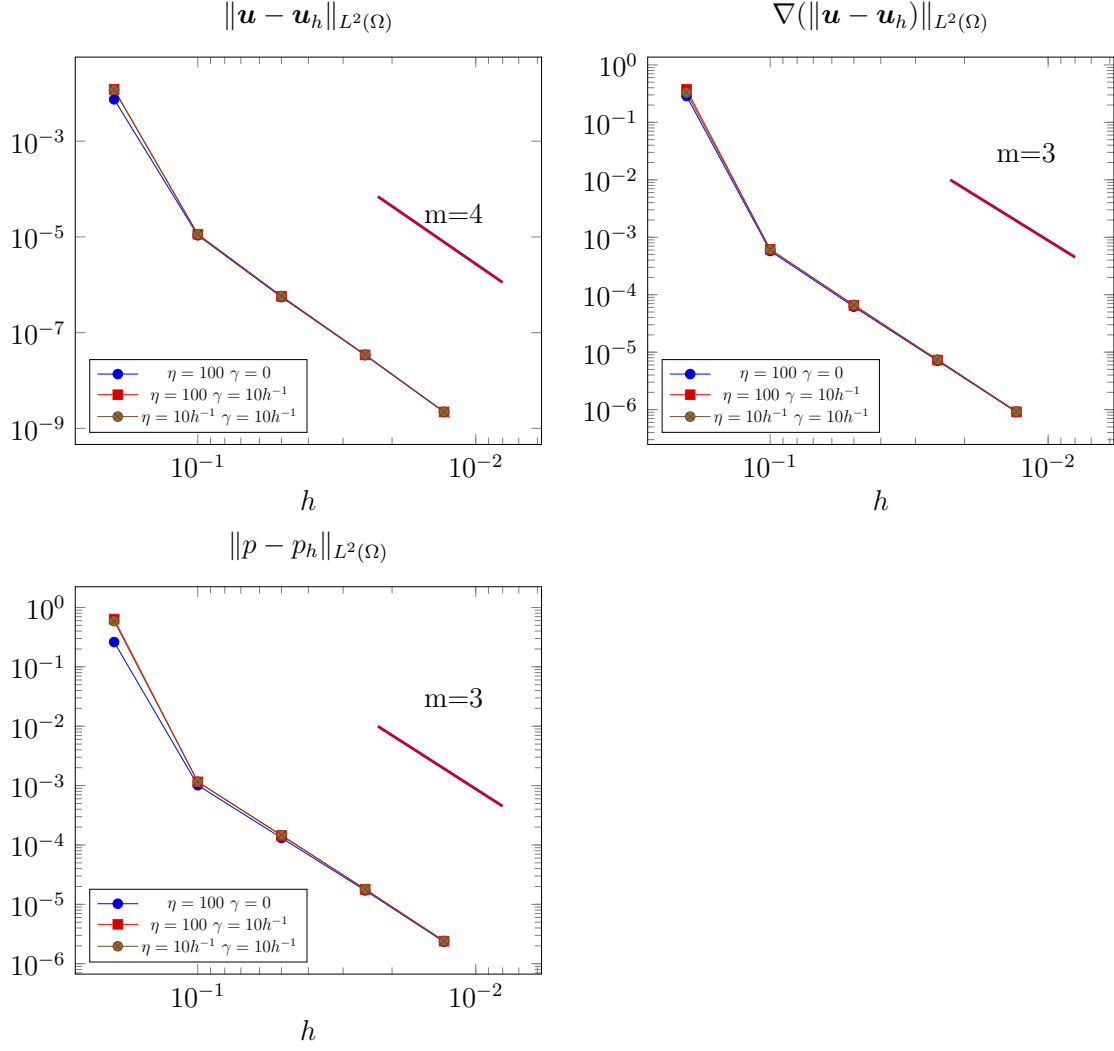 ‖𝒖 − 𝒖ₕ‖_{L²(Ω)}
10⁻³
10⁻⁵
10⁻⁷
10⁻⁹
m=4
η = 100 γ = 0
η = 100 γ = 10h⁻¹
η = 10h⁻¹ γ = 10h⁻¹
10⁻¹ 10⁻²
h
∇(‖𝒖 − 𝒖ₕ)‖_{L²(Ω)}
10⁰
10⁻¹
10⁻²
10⁻³
10⁻⁴
10⁻⁵
10⁻⁶
m=3
η = 100 γ = 0
η = 100 γ = 10h⁻¹
η = 10h⁻¹ γ = 10h⁻¹
10⁻¹ 10⁻²
h
‖p − pₕ‖_{L²(Ω)}
10⁰
10⁻¹
10⁻²
10⁻³
10⁻⁴
10⁻⁵
10⁻⁶
m=3
η = 100 γ = 0
η = 100 γ = 10h⁻¹
η = 10h⁻¹ γ = 10h⁻¹
10⁻¹ 10⁻²
h